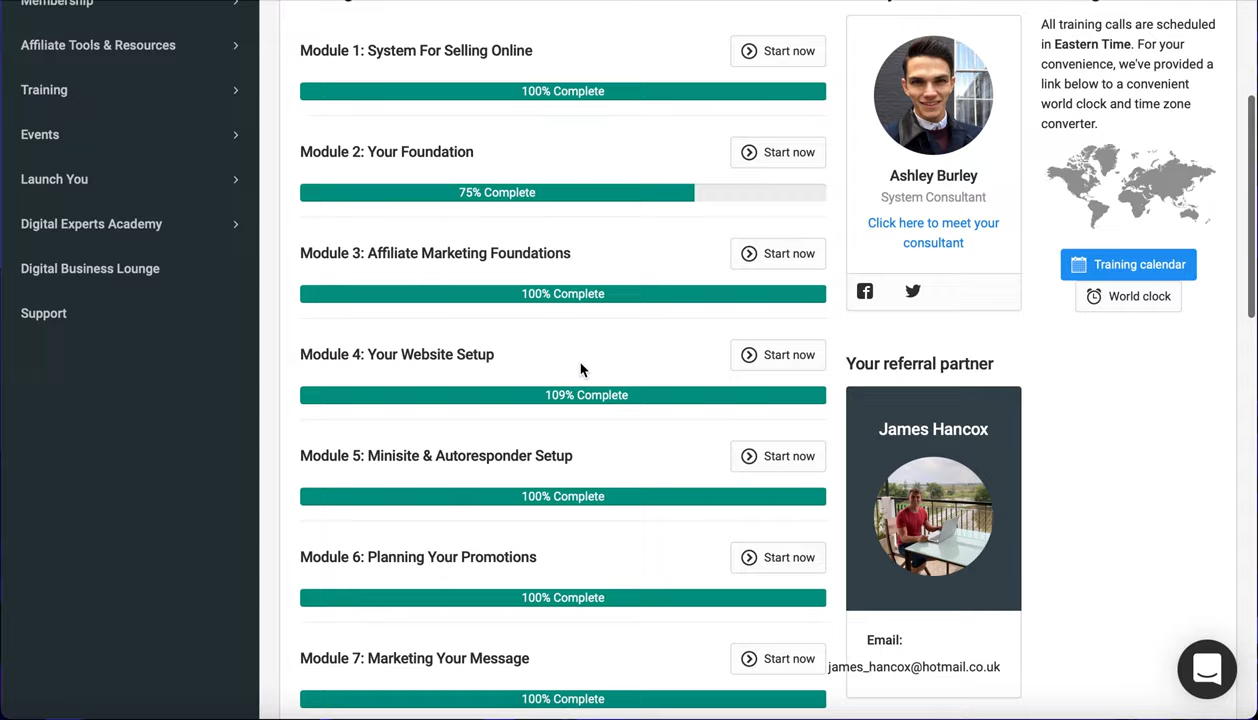 Membership
Affiliate Tools & Resources
Training
Events
Launch You
Digital Experts Academy
Digital Business Lounge
Support
Module 1: System For Selling Online
Start now
100% Complete
Module 2: Your Foundation
Start now
75% Complete
Module 3: Affiliate Marketing Foundations
Start now
100% Complete
Module 4: Your Website Setup
Start now
109% Complete
Module 5: Minisite & Autoresponder Setup
Start now
100% Complete
Module 6: Planning Your Promotions
Start now
100% Complete
Module 7: Marketing Your Message
Start now
100% Complete
Ashley Burley
System Consultant
Click here to meet your
consultant
Your referral partner
James Hancox
Email:
james_hancox@hotmail.co.uk
All training calls are scheduled
in Eastern Time. For your
convenience, we've provided a
link below to a convenient
world clock and time zone
converter.
Training calendar
World clock